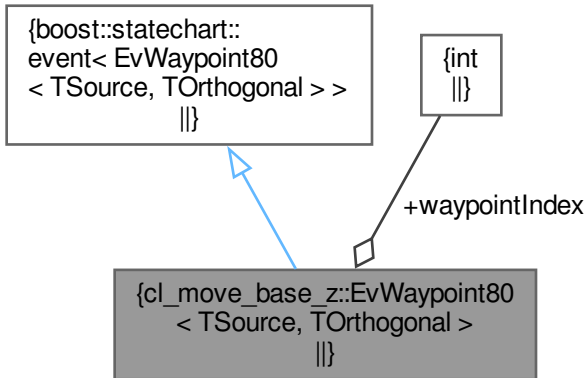 {boost::statechart::
event< EvWaypoint80
< TSource, TOrthogonal > >
||}
{int
||}
+waypointIndex
{cl_move_base_z::EvWaypoint80
< TSource, TOrthogonal >
||}